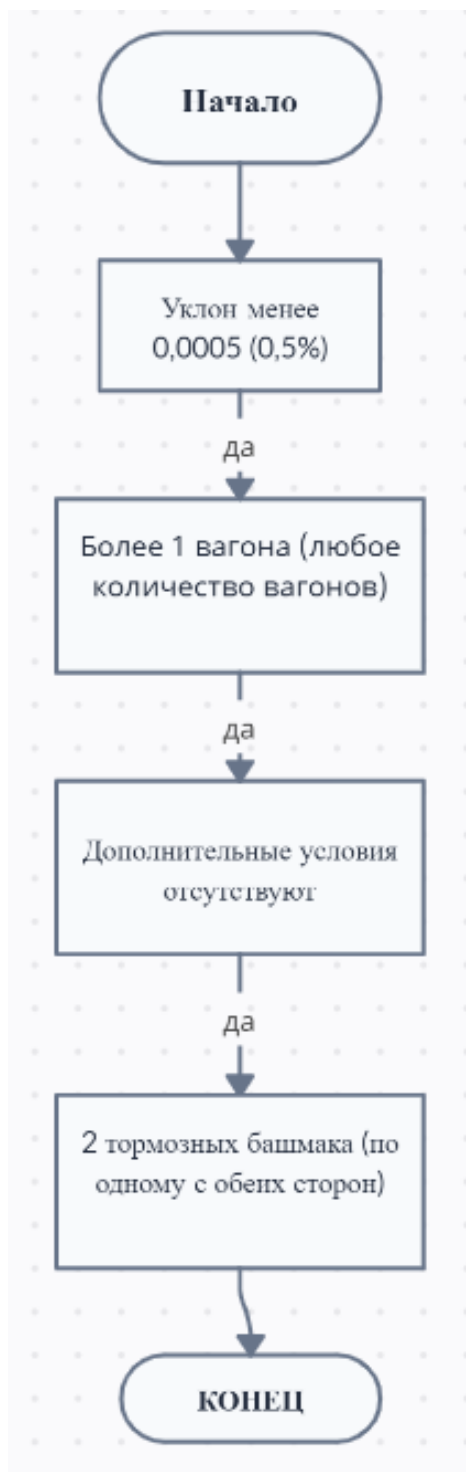 Начало
Уклон менее
0,0005 (0,5%)
да
Более 1 вагона (любое
количество вагонов)
да
Дополнительные условия
отсутствуют
да
2 тормозных башмака (по
одному с обеих сторон)
КОНЕЦ